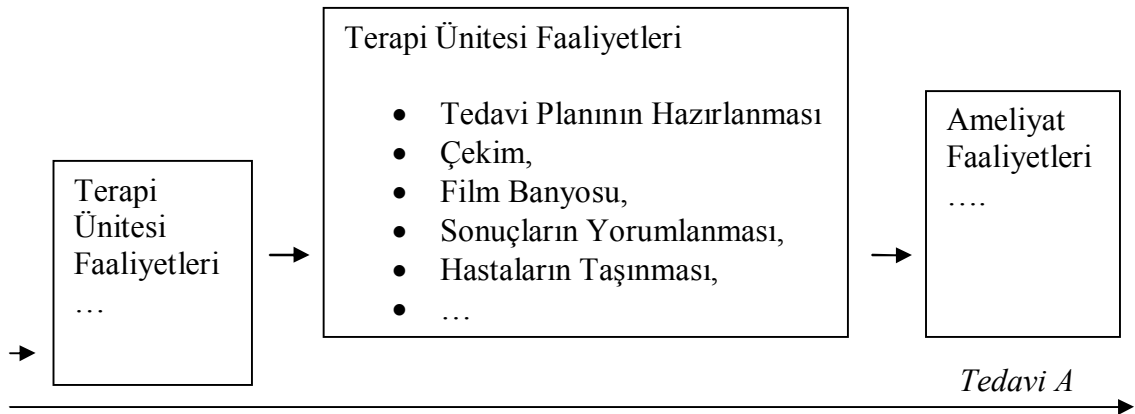 Terapi
Ünitesi
Faaliyetleri
…
Terapi Ünitesi Faaliyetleri
• Tedavi Planının Hazırlanması
• Çekim,
• Film Banyosu,
• Sonuçların Yorumlanması,
• Hastaların Taşınması,
• …
Ameliyat
Faaliyetleri
….
Tedavi A